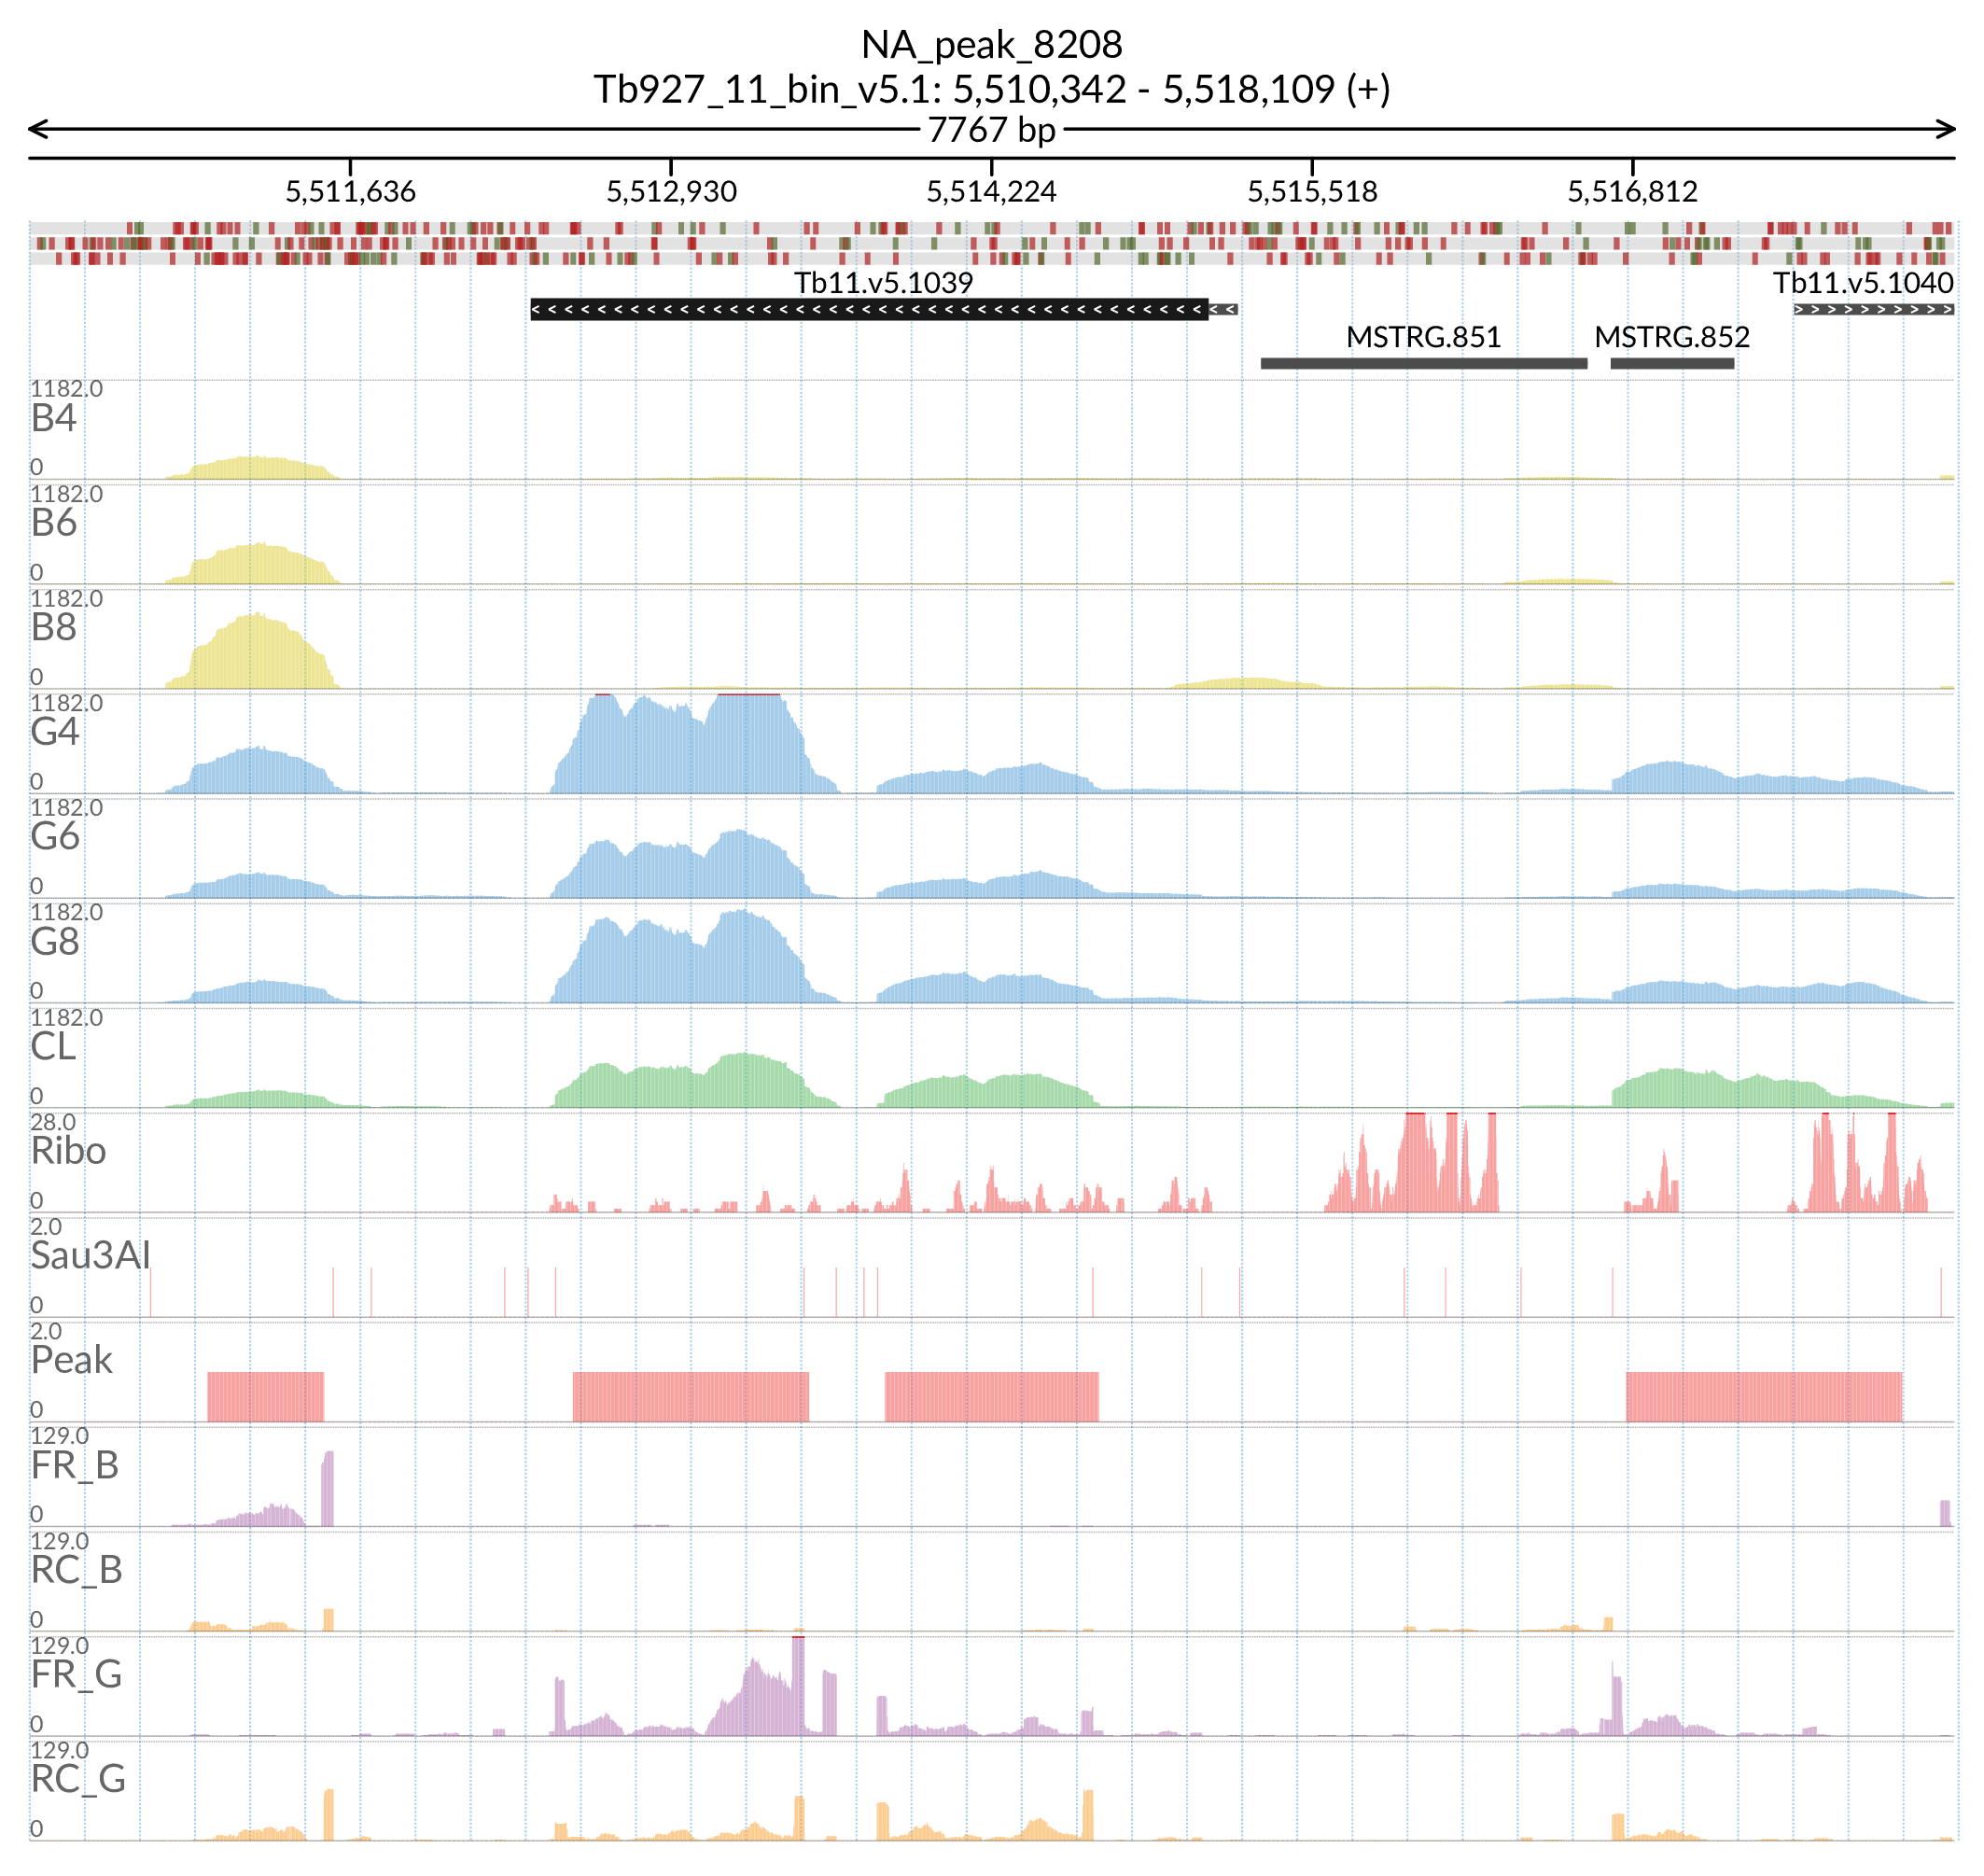 NA_peak_8208
Tb927_11_bin_v5.1: 5,510,342 - 5,518,109 (+)
7767 bp
5,511,636 5,512,930 5,514,224 5,515,518 5,516,812
Tb11.v5.1039 Tb11.v5.1040
MSTRG.851 MSTRG.852
1182.0
B4
0
1182.0
B6
0
1182.0
B8
0
1182.0
G4
0
1182.0
G6
0
1182.0
G8
0
1182.0
CL
0
28.0
Ribo
0
2.0
Sau3AI
0
2.0
Peak
0
129.0
FR_B
0
129.0
RC_B
0
129.0
FR_G
0
129.0
RC_G
0